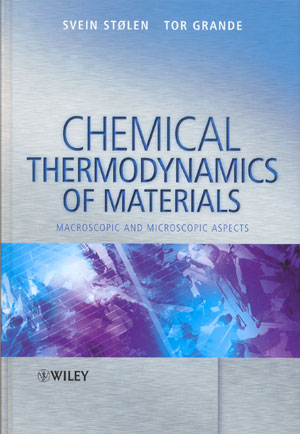 SVEIN STØLEN TOR GRANDE
CHEMICAL
THERMODYNAMICS
OF MATERIALS
MACROSCOPIC AND MICROSCOPIC ASPECTS
WILEY